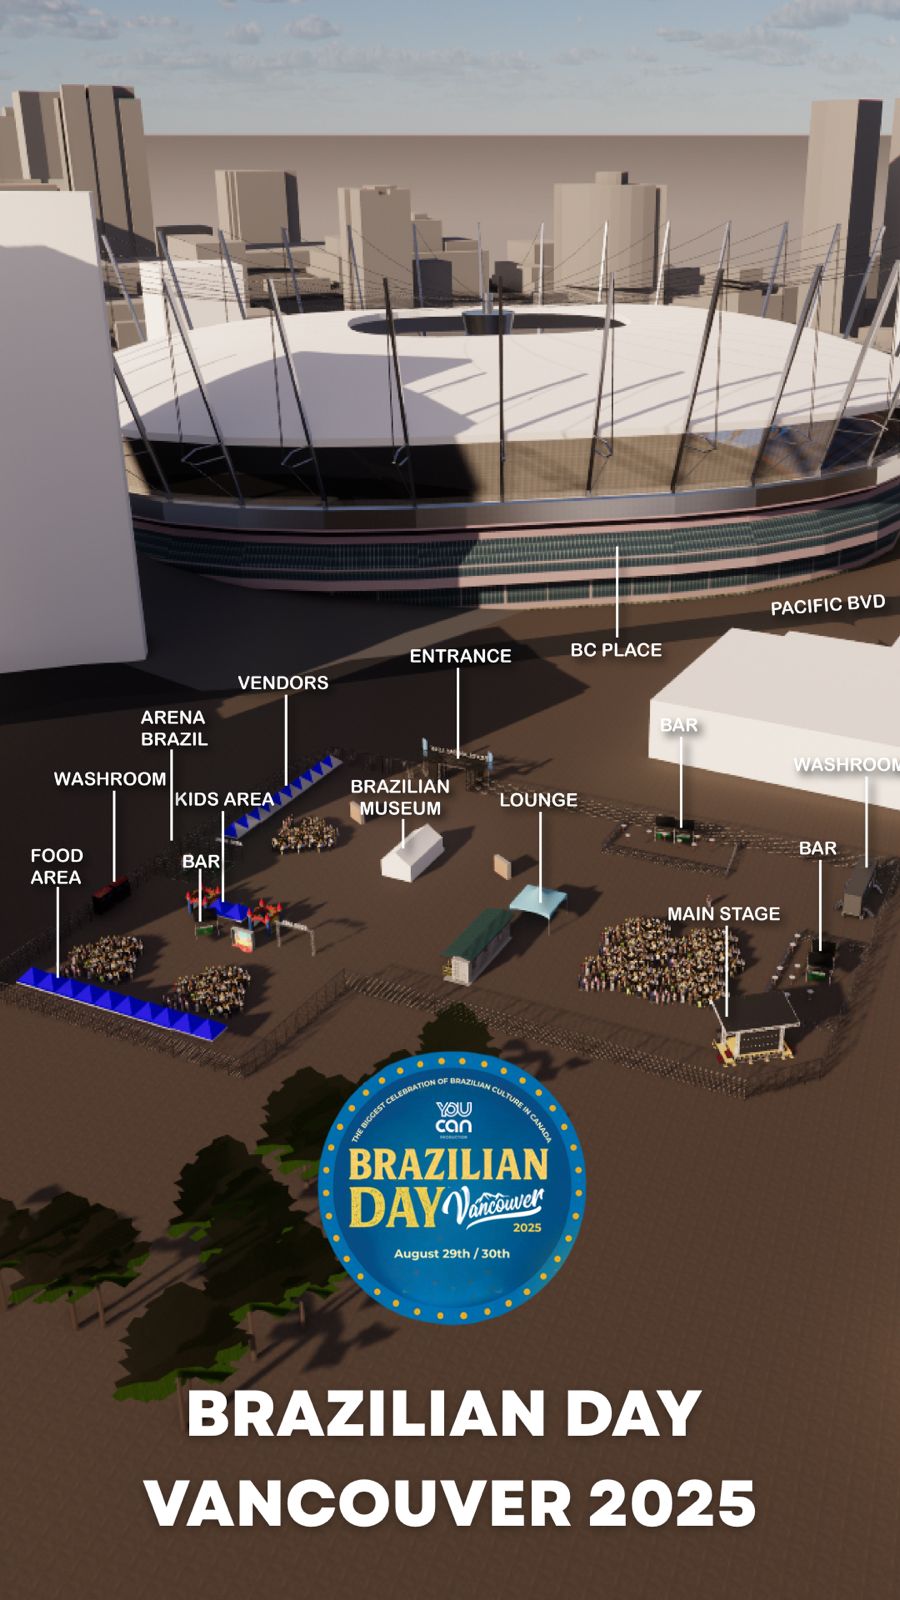 PACIFIC BVD
BC PLACE
ENTRANCE
VENDORS
ARENA
BRAZIL
BAR
WASHROOM
WASHROOM
KIDS AREA
BRAZILIAN
MUSEUM
LOUNGE
FOOD
AREA
BAR
BAR
MAIN STAGE
THE BIGGEST CELEBRATION OF BRAZILIAN CULTURE IN CANADA
YOU
can
PRODUCTION
BRAZILIAN
DAY Vancouver
2025
August 29th / 30th
BRAZILIAN DAY
VANCOUVER 2025